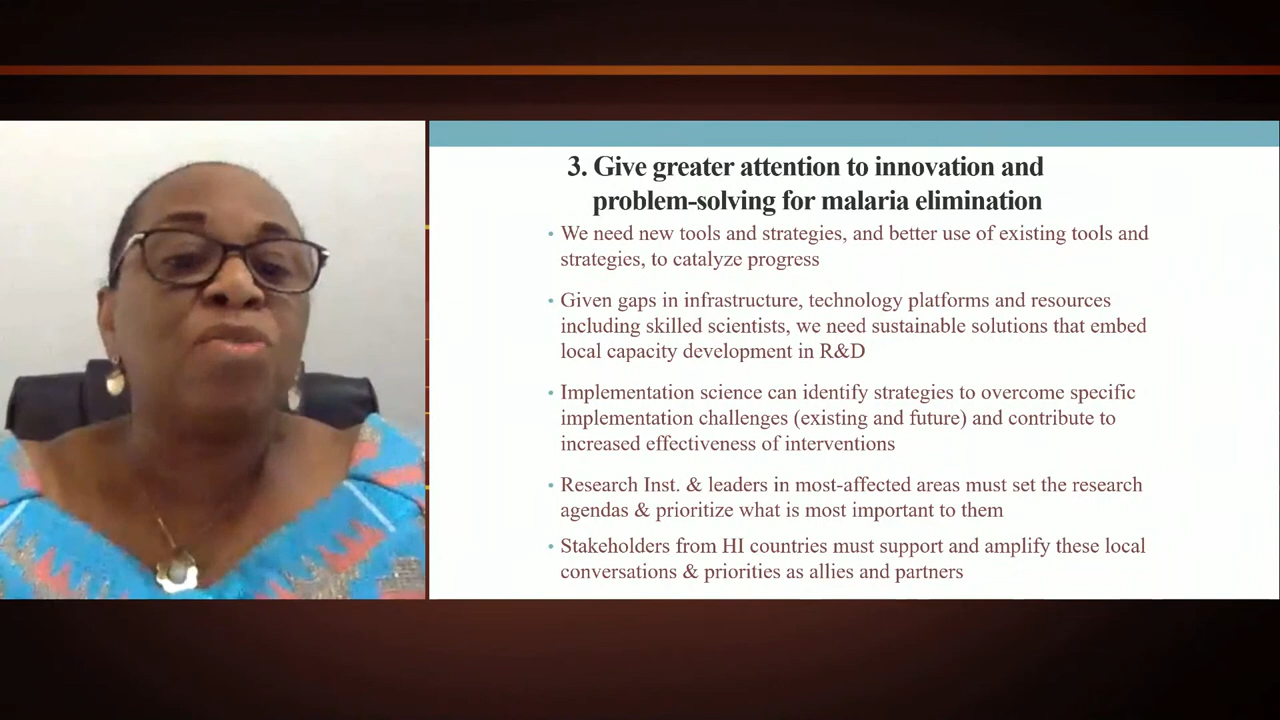 3. Give greater attention to innovation and
problem-solving for malaria elimination
• We need new tools and strategies, and better use of existing tools and
strategies, to catalyze progress
• Given gaps in infrastructure, technology platforms and resources
including skilled scientists, we need sustainable solutions that embed
local capacity development in R&D
• Implementation science can identify strategies to overcome specific
implementation challenges (existing and future) and contribute to
increased effectiveness of interventions
• Research Inst. & leaders in most-affected areas must set the research
agendas & prioritize what is most important to them
• Stakeholders from HI countries must support and amplify these local
conversations & priorities as allies and partners